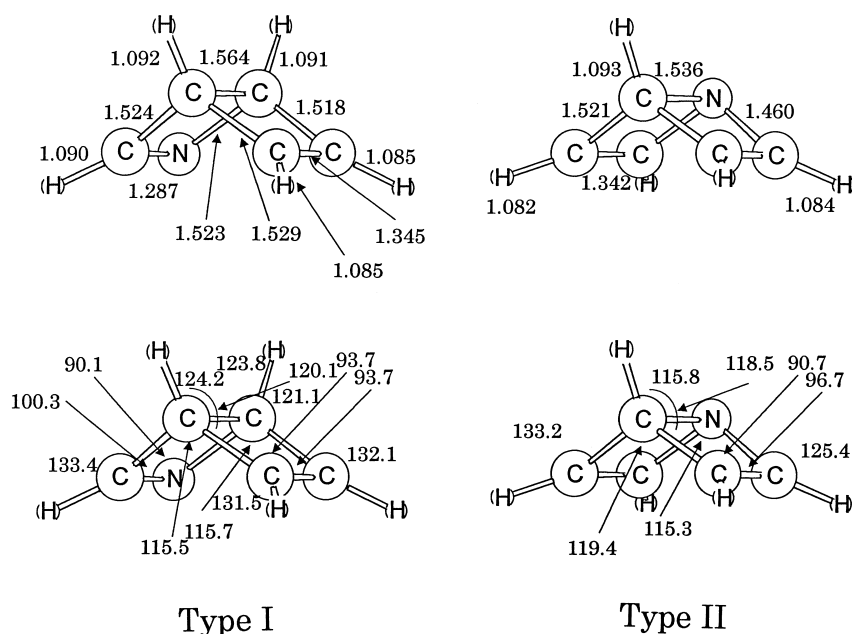 (H) (H) (H)
1.092 1.564 1.091 1.093 1.536
C C C N
1.524 1.518 1.521 1.460
1.090 C N C C 1.085 C C C C
(H) (H) (H) (H) (H) (H) (H)
1.287 1.342
1.082 1.084
1.523 1.529 1.345
1.085
(H) (H) (H)
90.1 123.8 120.1 93.7 118.5 90.7
124.2 93.7 115.8 96.7
100.3 121.1
C C C N
133.4 132.1 133.2 125.4
C N C C C C C C
(H) 131.5 (H) (H) (H) (H) (H) (H)
115.5 115.7 119.4 115.3
Type I Type II